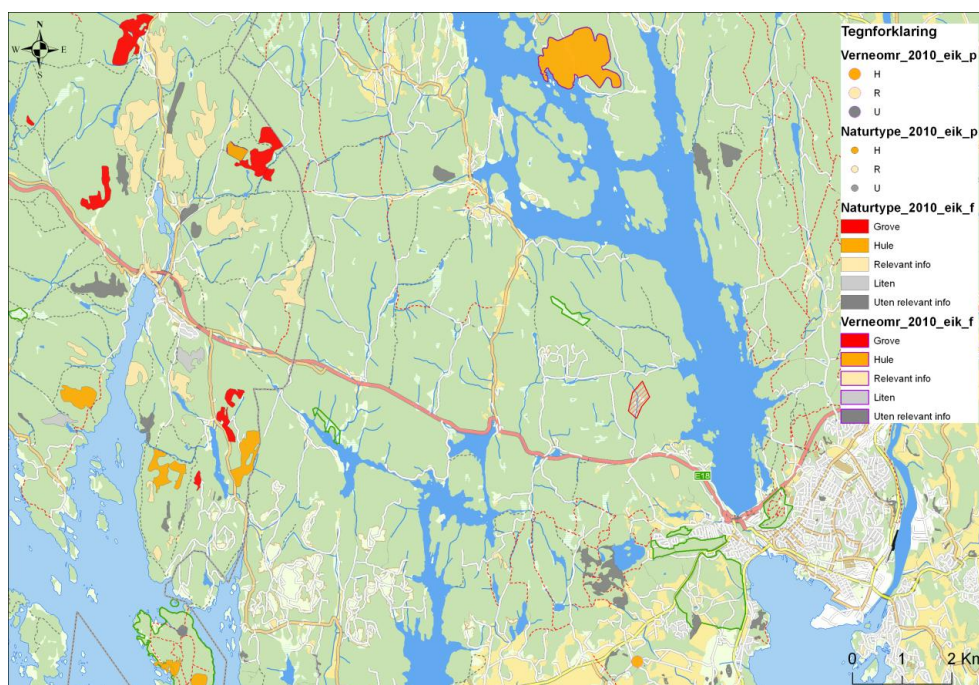 N
W
E
S
Tegnforklaring
Verneomr_2010_eik_p
H
R
U
Naturtype_2010_eik_p
H
R
U
Naturtype_2010_eik_f
Grove
Hule
Relevant info
Liten
Uten relevant info
Verneomr_2010_eik_f
Grove
Hule
Relevant info
Liten
Uten relevant info
E18
0 1 2 Km